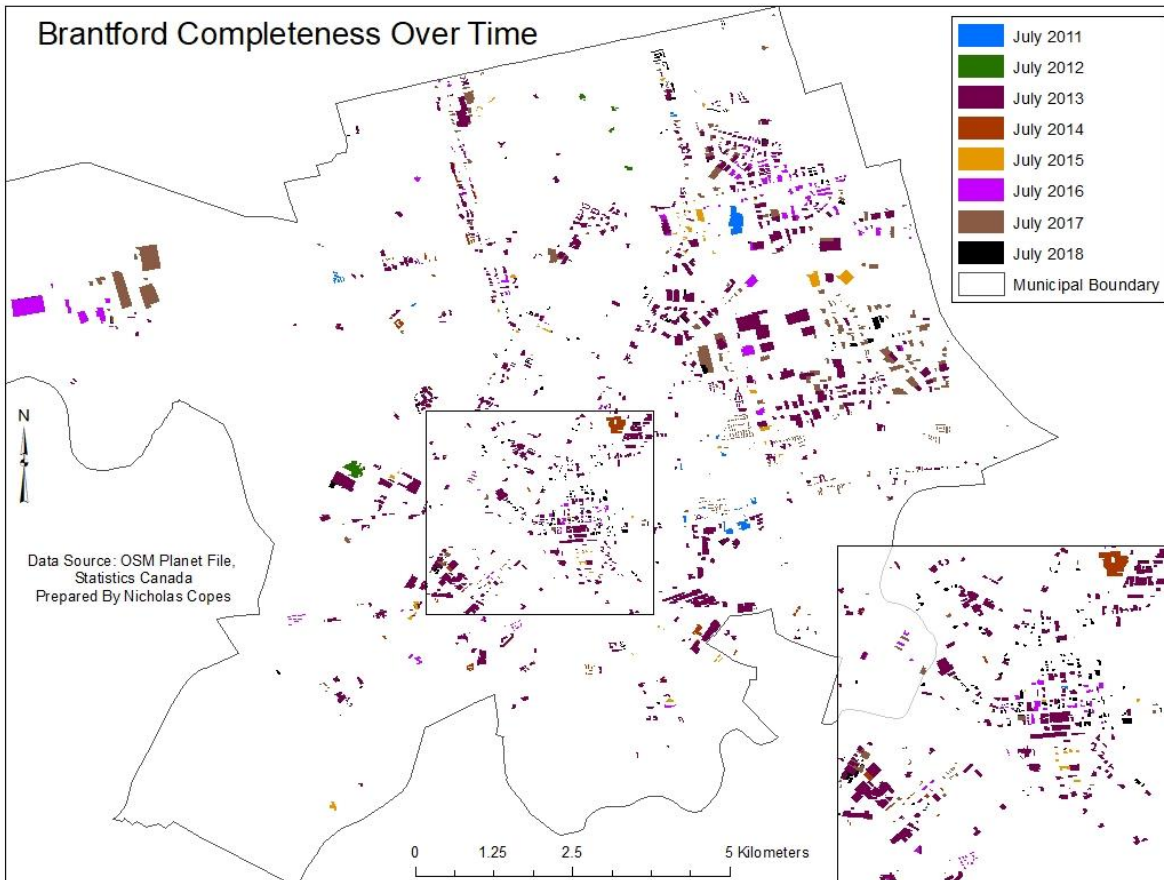 Brantford Completeness Over Time
July 2011
July 2012
July 2013
July 2014
July 2015
July 2016
July 2017
July 2018
Municipal Boundary
N
Data Source: OSM Planet File,
Statistics Canada
Prepared By Nicholas Copes
0 1.25 2.5 5 Kilometers